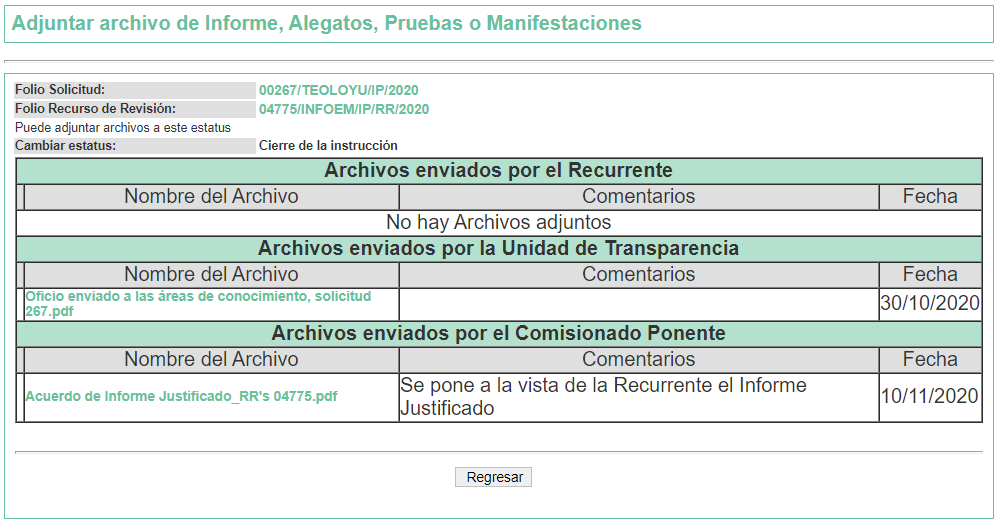 Adjuntar archivo de Informe, Alegatos, Pruebas o Manifestaciones
Folio Solicitud: 00267/TEOLOYU/IP/2020
Folio Recurso de Revisión: 04775/INFOEM/IP/RR/2020
Puede adjuntar archivos a este estatus
Cambiar estatus: Cierre de la instrucción
Archivos enviados por el Recurrente
Nombre del Archivo Comentarios Fecha
No hay Archivos adjuntos
Archivos enviados por la Unidad de Transparencia
Nombre del Archivo Comentarios Fecha
Oficio enviado a las áreas de conocimiento, solicitud
267.pdf
30/10/2020
Archivos enviados por el Comisionado Ponente
Nombre del Archivo Comentarios Fecha
Acuerdo de Informe Justificado_RR's 04775.pdf
Se pone a la vista de la Recurrente el Informe
Justificado
10/11/2020
Regresar